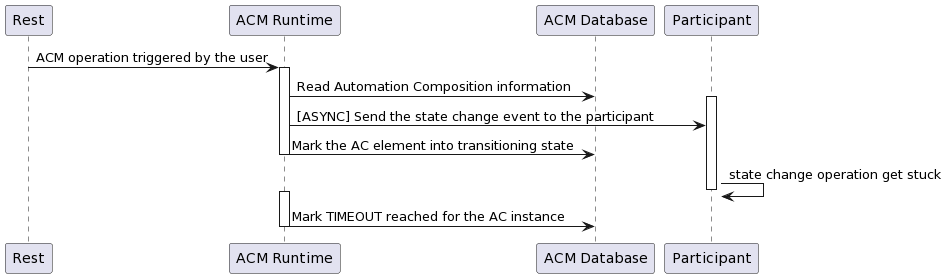 Rest
ACM Runtime
ACM Database
Participant
ACM operation triggered by the user
Read Automation Composition information
[ASYNC] Send the state change event to the participant
Mark the AC element into transitioning state
state change operation get stuck
Mark TIMEOUT reached for the AC instance
Rest
ACM Runtime
ACM Database
Participant